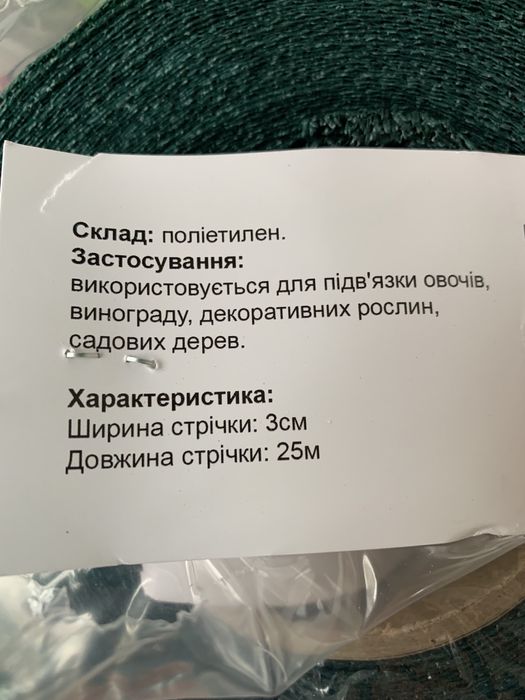 Склад: поліетилен.
Застосування:
використовується для підв'язки овочів,
винограду, декоративних рослин,
садових дерев.
Характеристика:
Ширина стрічки: 3см
Довжина стрічки: 25м